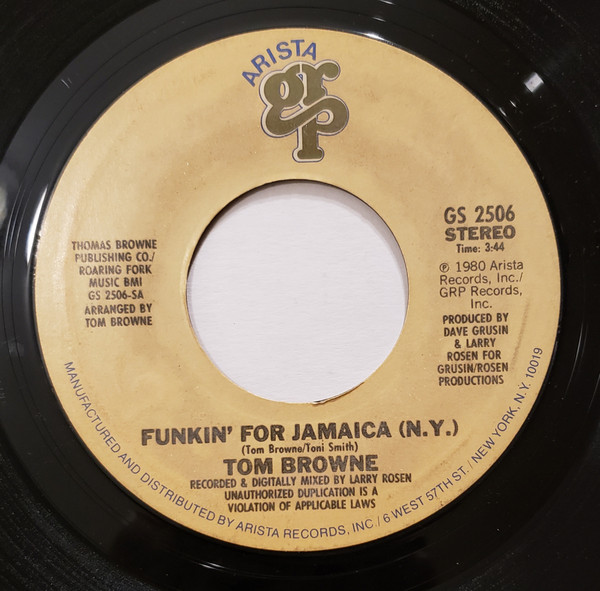 ARISTA
grp
THOMAS BROWNE
PUBLISHING CO./
ROARING FORK
MUSIC BMI
GS 2506-SA
ARRANGED BY
TOM BROWNE
GS 2506
STEREO
Time: 3:44
℗ 1980 Arista
Records, Inc./
GRP Records,
Inc.
PRODUCED BY
DAVE GRUSIN
& LARRY
ROSEN FOR
GRUSIN/ROSEN
PRODUCTIONS
FUNKIN' FOR JAMAICA (N.Y.)
(Tom Browne/Toni Smith)
TOM BROWNE
RECORDED & DIGITALLY MIXED BY LARRY ROSEN
UNAUTHORIZED DUPLICATION IS A
VIOLATION OF APPLICABLE LAWS
MANUFACTURED AND DISTRIBUTED BY ARISTA RECORDS, INC / 6 WEST 57TH ST. / NEW YORK, N.Y. 10019